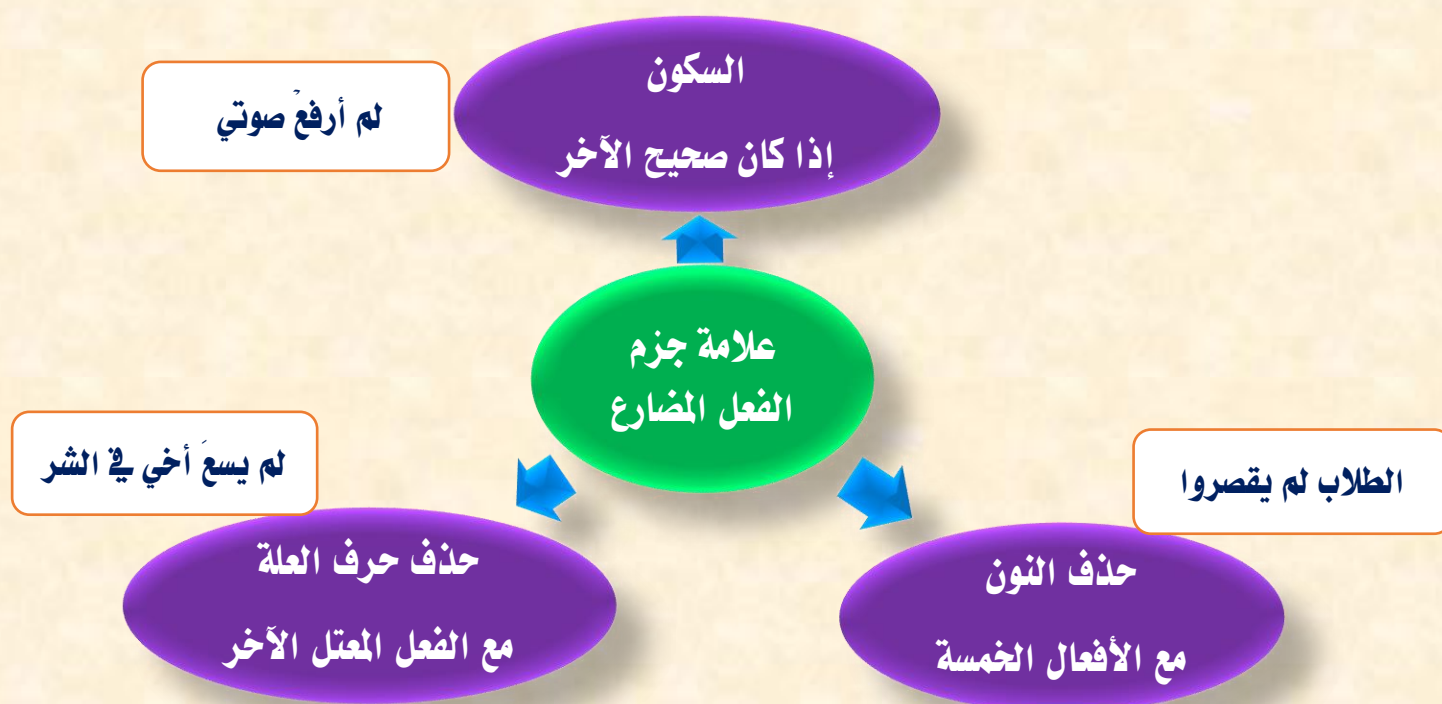 السكون
إذا كان صحيح الآخر
لم أرفعْ صوتي
علامة جزم
الفعل المضارع
الطلاب لم يقصروا
حذف النون
مع الأفعال الخمسة
لم يسعَ أخي في الشر
حذف حرف العلة
مع الفعل المعتل الآخر